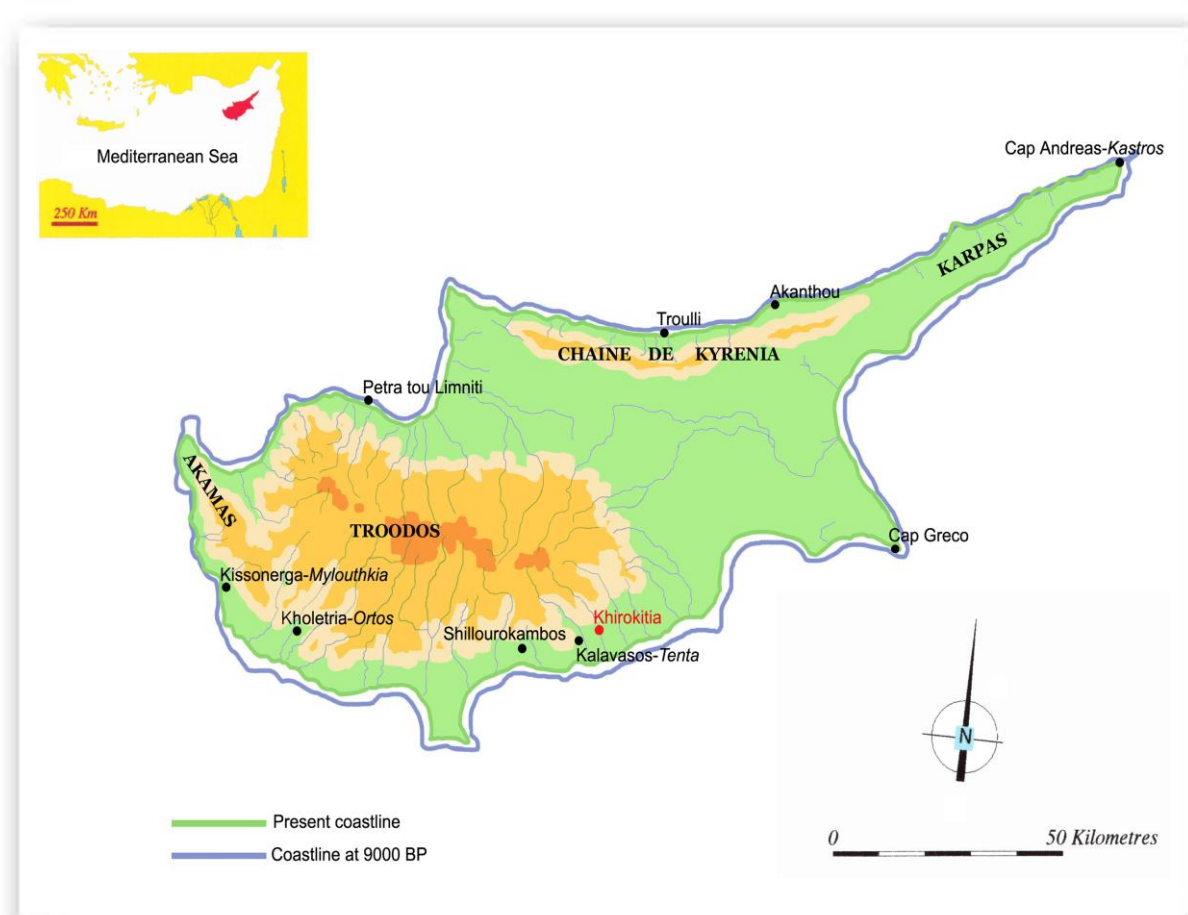 Mediterranean Sea
250 Km
Cap Andreas-Kastros
KARPAS
Akanthou
Troulli
CHAINE DE KYRENIA
Petra tou Limniti
AKAMAS
TROODOS
Cap Greco
Kissonerga-Mylouthkia
Kholetria-Ortos
Khirokitia
Shillourokambos
Kalavasos-Tenta
N
Present coastline
Coastline at 9000 BP
0 50 Kilometres